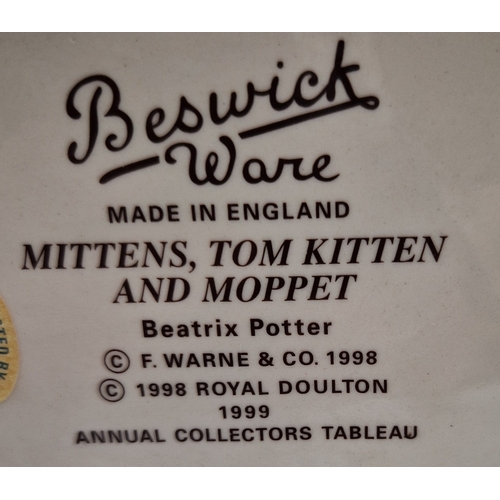 Beswick
Ware
MADE IN ENGLAND
MITTENS, TOM KITTEN
AND MOPPET
Beatrix Potter
© F. WARNE & CO. 1998
© 1998 ROYAL DOULTON
1999
ANNUAL COLLECTORS TABLEAU